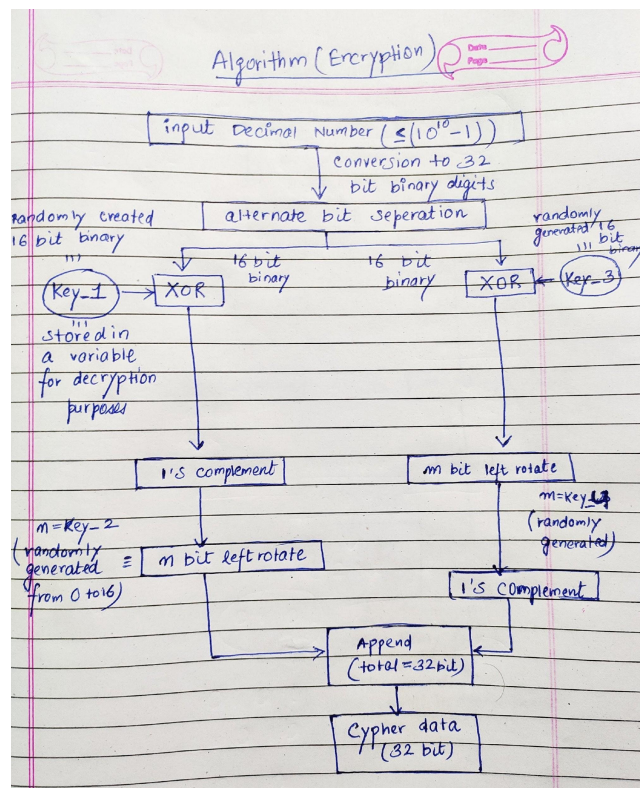 Algorithm (Encryption)
Date
Page
input Decimal Number (≤(10^10-1))
conversion to 32
bit binary digits
alternate bit seperation
randomly created
16 bit binary
16 bit
binary
16 bit
binary
randomly
generated 16
bit
binary
Key_1
XOR
XOR
Key_3
stored in
a variable
for decryption
purposes
1's complement
m bit left rotate
m=Key_2
(randomly
generated
from 0 to 16)
≡ m bit left rotate
m=Key_4
(randomly
generated)
1's complement
Append
(total=32bit)
Cypher data
(32 bit)